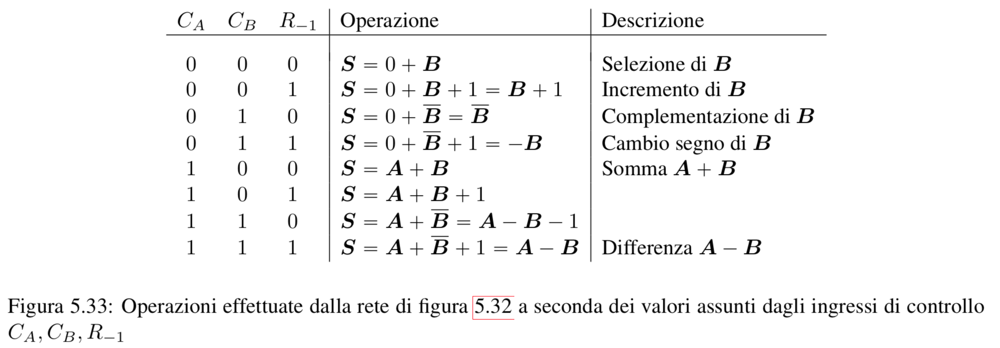 C_A C_B R_{-1} Operazione Descrizione
0 0 0 S = 0 + B Selezione di B
0 0 1 S = 0 + B + 1 = B + 1 Incremento di B
0 1 0 S = 0 + B̅ = B̅ Complementazione di B
0 1 1 S = 0 + B̅ + 1 = −B Cambio segno di B
1 0 0 S = A + B Somma A + B
1 0 1 S = A + B + 1
1 1 0 S = A + B̅ = A − B − 1
1 1 1 S = A + B̅ + 1 = A − B Differenza A − B
Figura 5.33: Operazioni effettuate dalla rete di figura 5.32 a seconda dei valori assunti dagli ingressi di controllo
C_A, C_B, R_{-1}